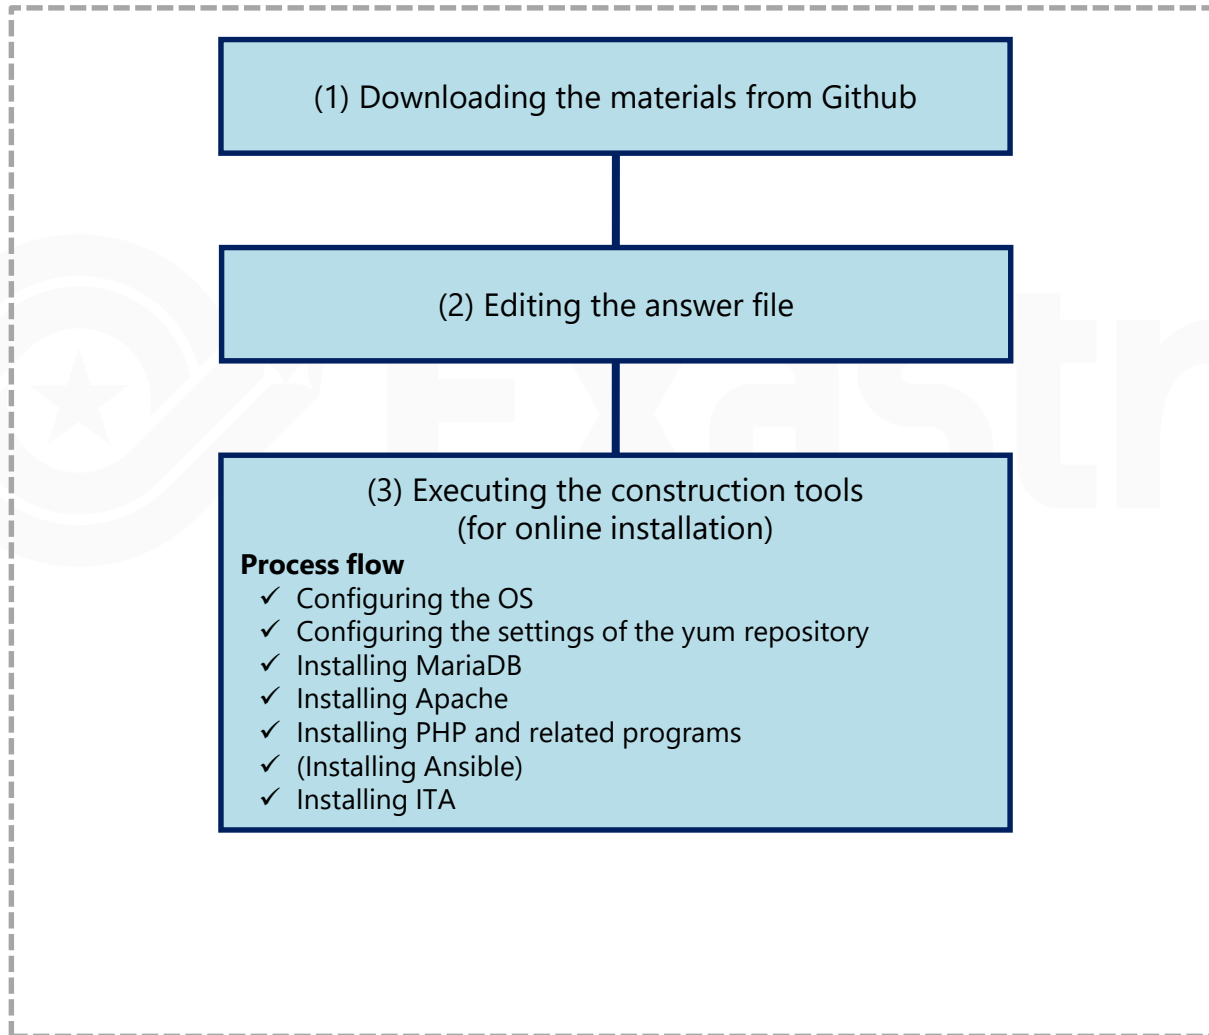 (1) Downloading the materials from Github
(2) Editing the answer file
(3) Executing the construction tools
(for online installation)
Process flow
✓ Configuring the OS
✓ Configuring the settings of the yum repository
✓ Installing MariaDB
✓ Installing Apache
✓ Installing PHP and related programs
✓ (Installing Ansible)
✓ Installing ITA
Exastr